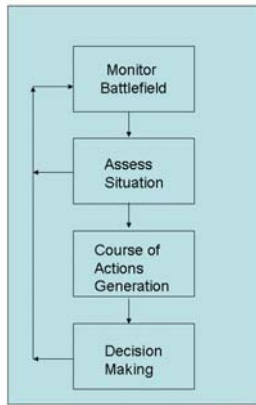 Monitor
Battlefield
Assess
Situation
Course of
Actions
Generation
Decision
Making